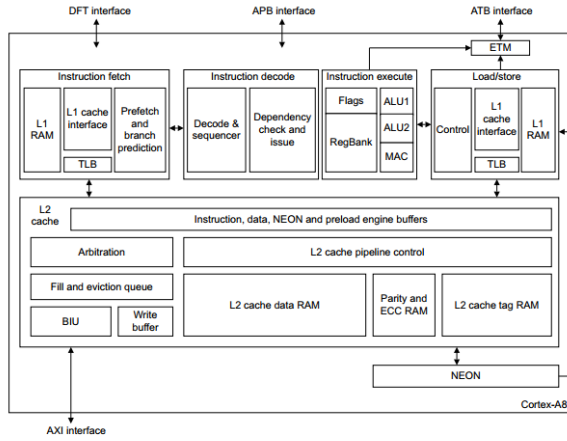 DFT interface
APB interface
ATB interface
ETM
Instruction fetch
L1
RAM
L1 cache
interface
TLB
Prefetch
and
branch
prediction
Instruction decode
Decode &
sequencer
Dependency
check and
issue
Instruction execute
Flags
RegBank
ALU1
ALU2
MAC
Load/store
Control
L1
cache
interface
TLB
L1
RAM
L2
cache
Instruction, data, NEON and preload engine buffers
Arbitration
L2 cache pipeline control
Fill and eviction queue
BIU
Write
buffer
L2 cache data RAM
Parity and
ECC RAM
L2 cache tag RAM
NEON
Cortex-A8
AXI interface